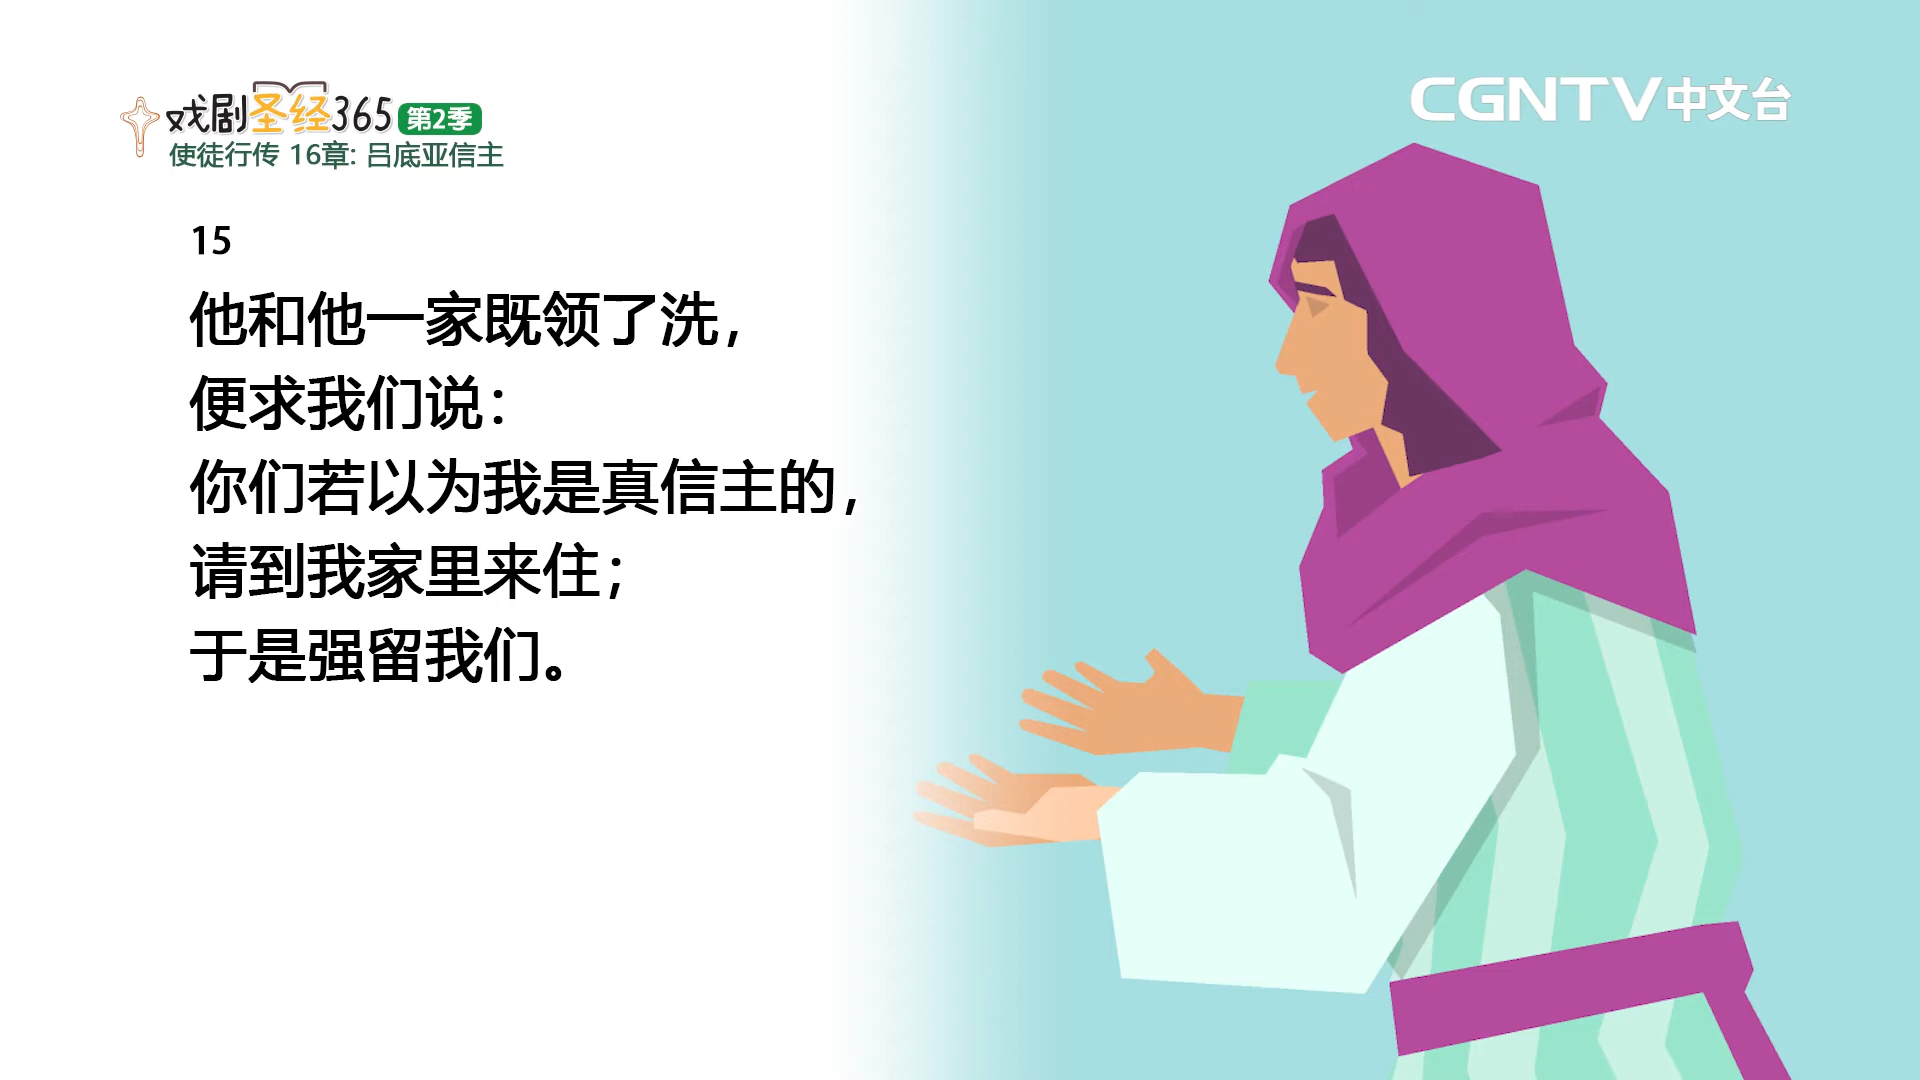 戏剧圣经365 第2季
CGNTV中文台
使徒行传 16章: 吕底亚信主
15
他和他一家既领了洗，
便求我们说：
你们若以为我是真信主的，
请到我家里来住；
于是强留我们。